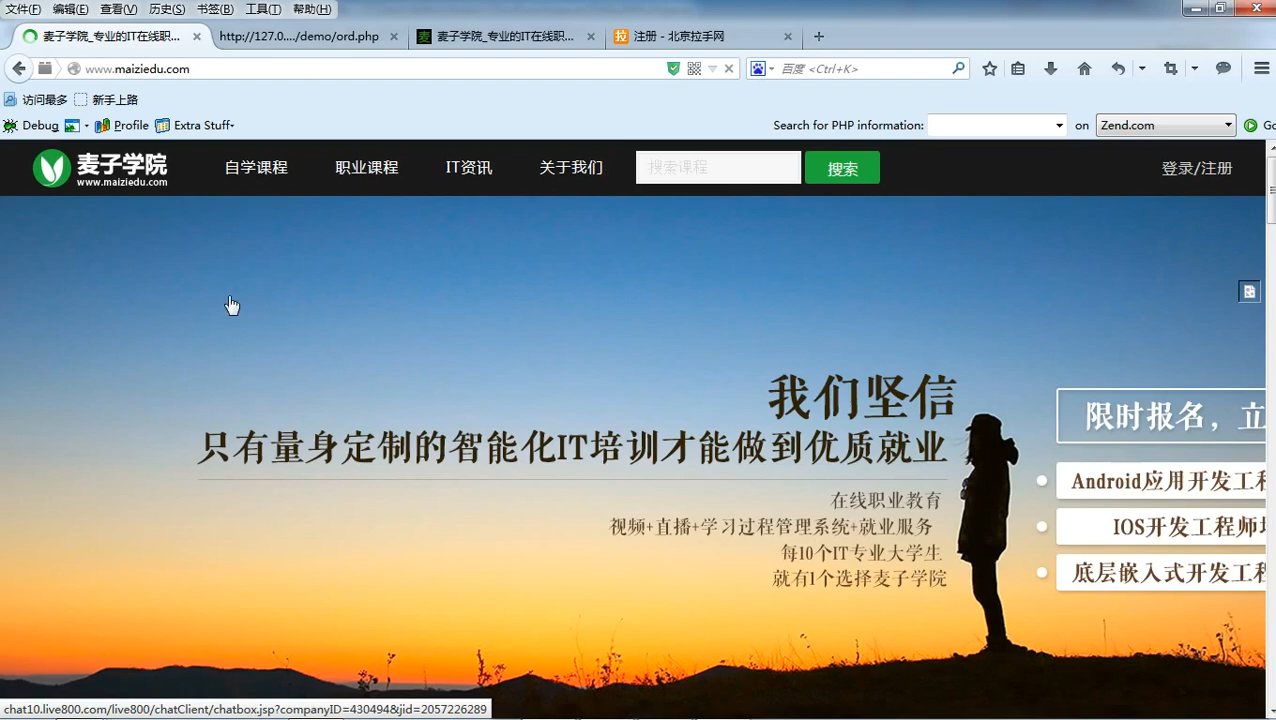 文件(F) 编辑(E) 查看(V) 历史(S) 书签(B) 工具(T) 帮助(H)
麦子学院_专业的IT在线职... http://127.0..../demo/ord.php 麦子学院_专业的IT在线职... 注册 - 北京拉手网
www.maiziedu.com 百度 <Ctrl+K>
访问最多 新手上路
Debug Profile Extra Stuff Search for PHP information: on Zend.com Go
麦子学院
www.maiziedu.com
自学课程 职业课程 IT资讯 关于我们 搜索课程 搜索 登录/注册
我们坚信
只有量身定制的智能化IT培训才能做到优质就业
在线职业教育
视频+直播+学习过程管理系统+就业服务
每10个IT专业大学生
就有1个选择麦子学院
限时报名，立
Android应用开发工程
IOS开发工程师培
底层嵌入式开发工程
chat10.live800.com/live800/chatClient/chatbox.jsp?companyID=430494&jid=2057226289